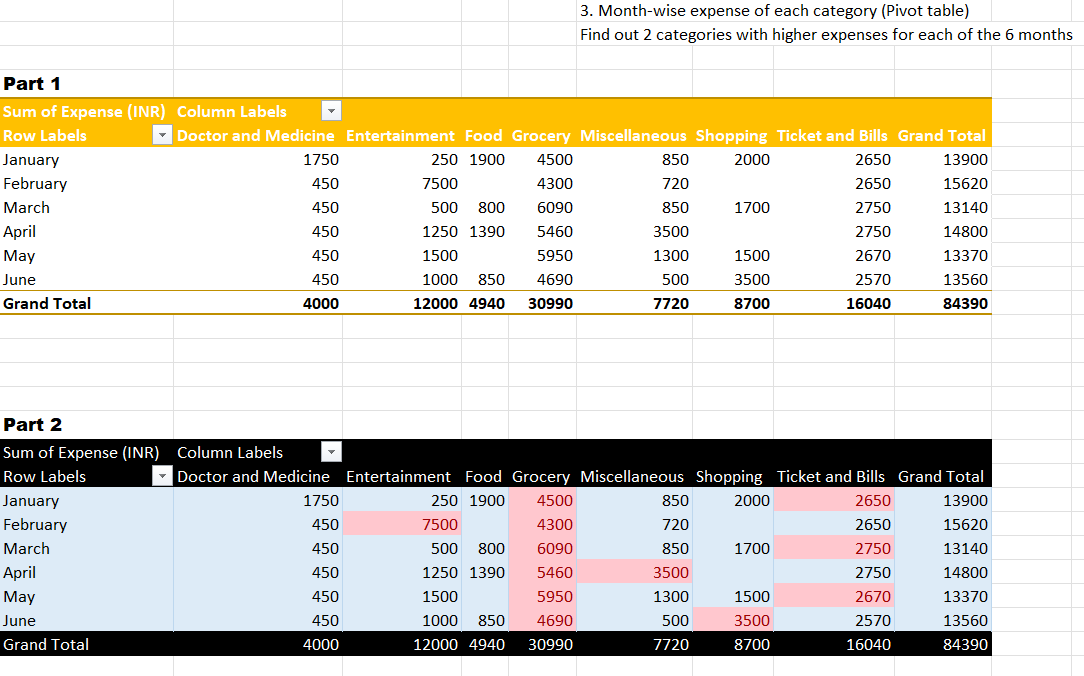 3. Month-wise expense of each category (Pivot table)
Find out 2 categories with higher expenses for each of the 6 months
Part 1
Sum of Expense (INR) Column Labels
Row Labels Doctor and Medicine Entertainment Food Grocery Miscellaneous Shopping Ticket and Bills Grand Total
January 1750 250 1900 4500 850 2000 2650 13900
February 450 7500 4300 720 2650 15620
March 450 500 800 6090 850 1700 2750 13140
April 450 1250 1390 5460 3500 2750 14800
May 450 1500 5950 1300 1500 2670 13370
June 450 1000 850 4690 500 3500 2570 13560
Grand Total 4000 12000 4940 30990 7720 8700 16040 84390
Part 2
Sum of Expense (INR) Column Labels
Row Labels Doctor and Medicine Entertainment Food Grocery Miscellaneous Shopping Ticket and Bills Grand Total
January 1750 250 1900 4500 850 2000 2650 13900
February 450 7500 4300 720 2650 15620
March 450 500 800 6090 850 1700 2750 13140
April 450 1250 1390 5460 3500 2750 14800
May 450 1500 5950 1300 1500 2670 13370
June 450 1000 850 4690 500 3500 2570 13560
Grand Total 4000 12000 4940 30990 7720 8700 16040 84390